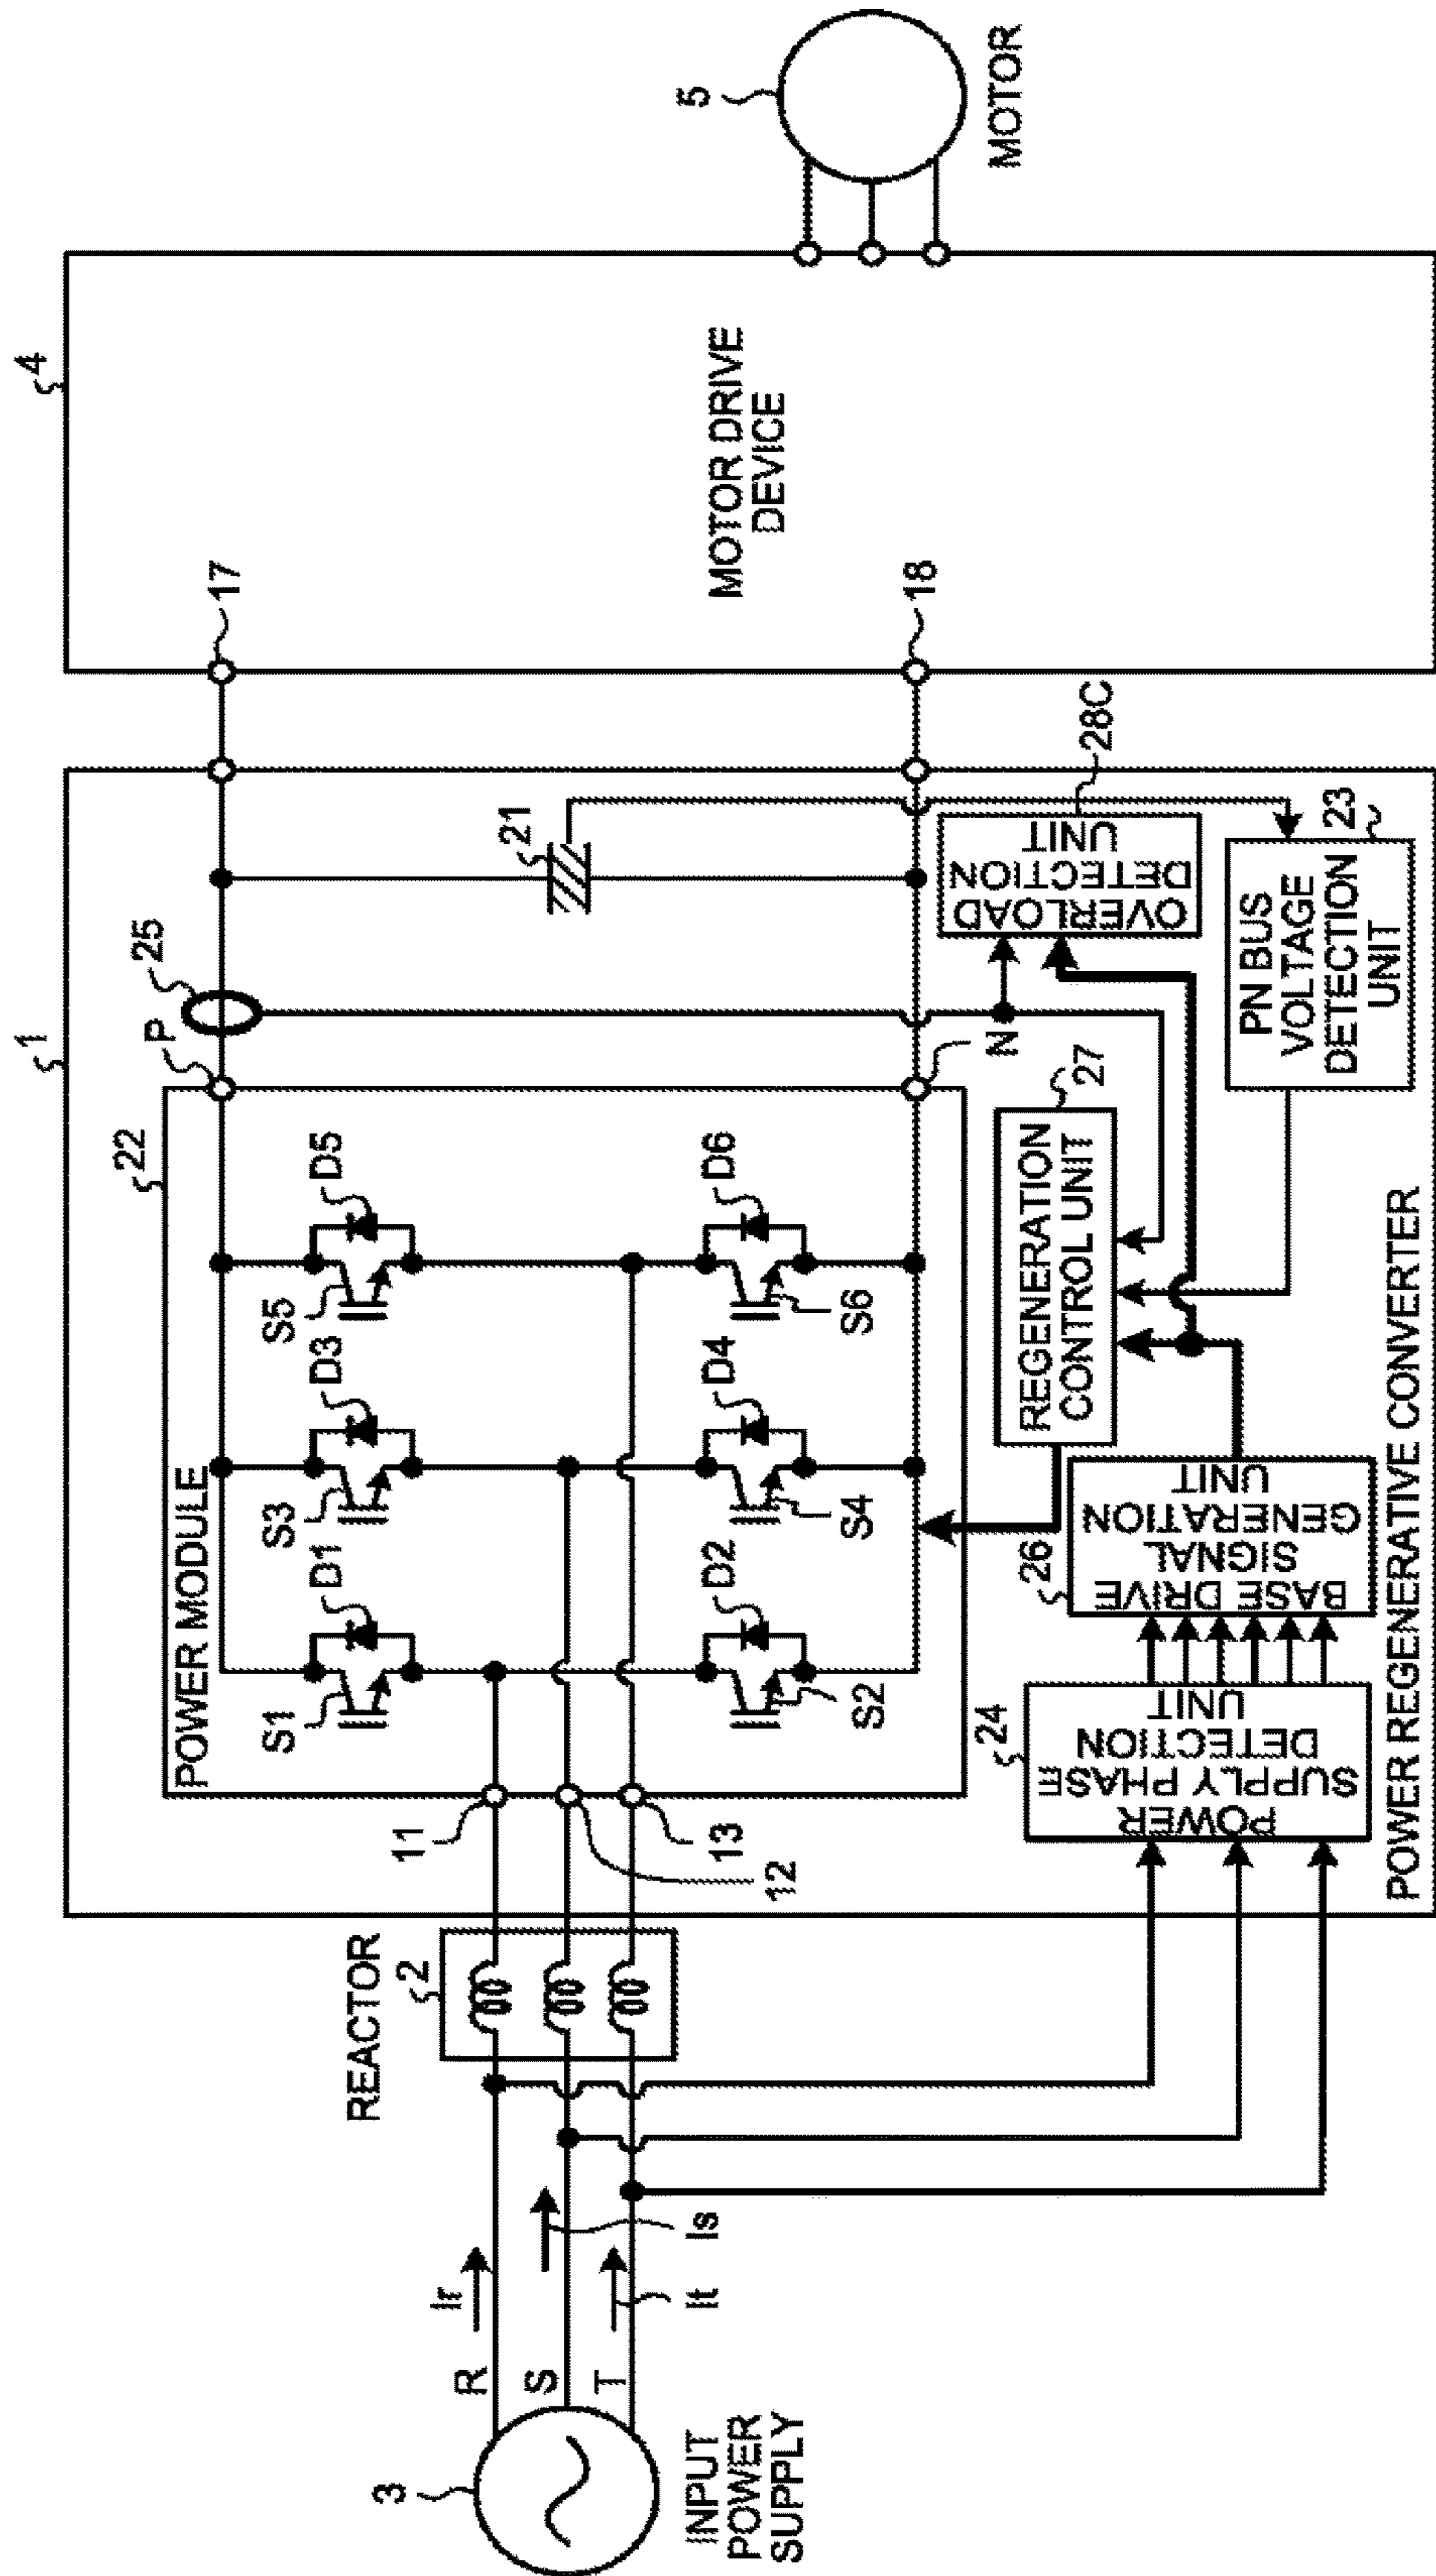 1
4
5
MOTOR
MOTOR DRIVE
DEVICE
17
18
22
POWER MODULE
P
25
21
S1
D1
S3
D3
S5
D5
D2
S2
D4
S4
D6
S6
N
REACTOR
2
11
12
13
3
R
S
T
Ir
Is
It
INPUT
POWER
SUPPLY
24
POWER
SUPPLY PHASE
DETECTION
UNIT
26
BASE DRIVE
SIGNAL
GENERATION
UNIT
27
REGENERATION
CONTROL UNIT
28C
OVERLOAD
DETECTION
UNIT
23
PN BUS
VOLTAGE
DETECTION
UNIT
POWER REGENERATIVE CONVERTER